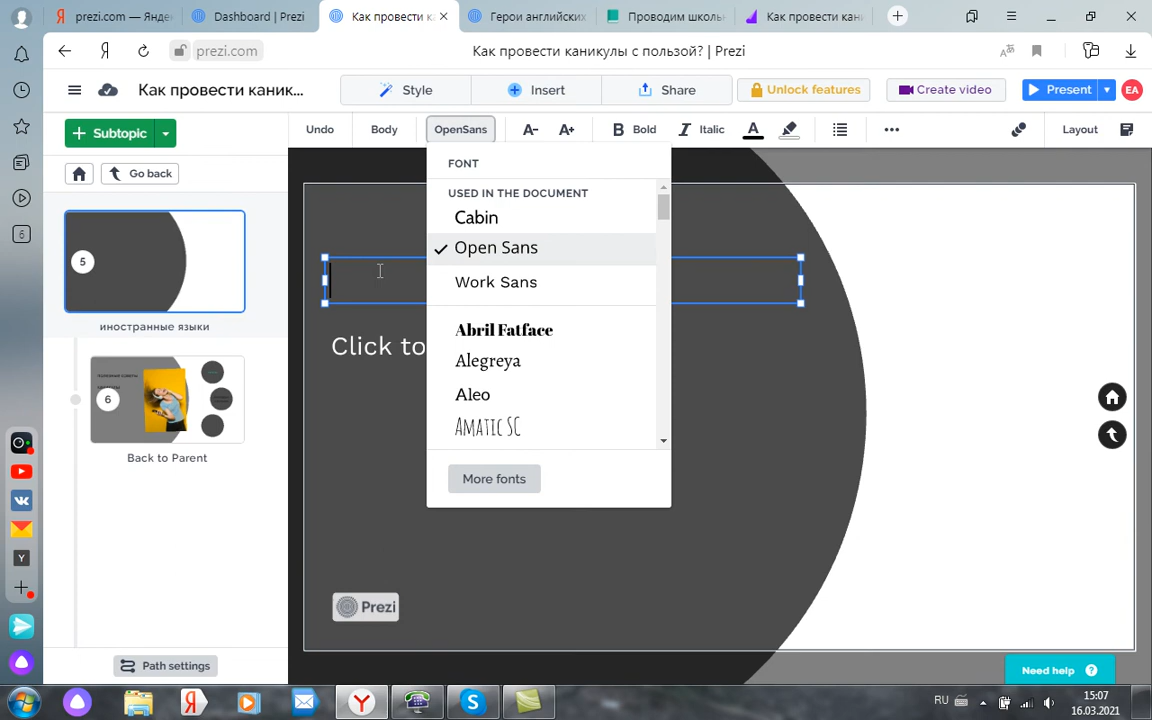 prezi.com — Янде
Dashboard | Prezi
Как провести к
Герои английских
Проводим школь
Как провести кани
prezi.com
Как провести каникулы с пользой? | Prezi
Как провести каник...
Style
Insert
Share
Unlock features
Create video
Present
EA
Subtopic
Undo
Body
OpenSans
A-
A+
B Bold
I Italic
A
Layout
Go back
FONT
USED IN THE DOCUMENT
Cabin
Open Sans
Work Sans
Abril Fatface
Alegreya
Aleo
Amatic SC
More fonts
6
5
иностранные языки
6
Back to Parent
Click to
Prezi
Path settings
Need help ?
Y
RU
15:07
16.03.2021